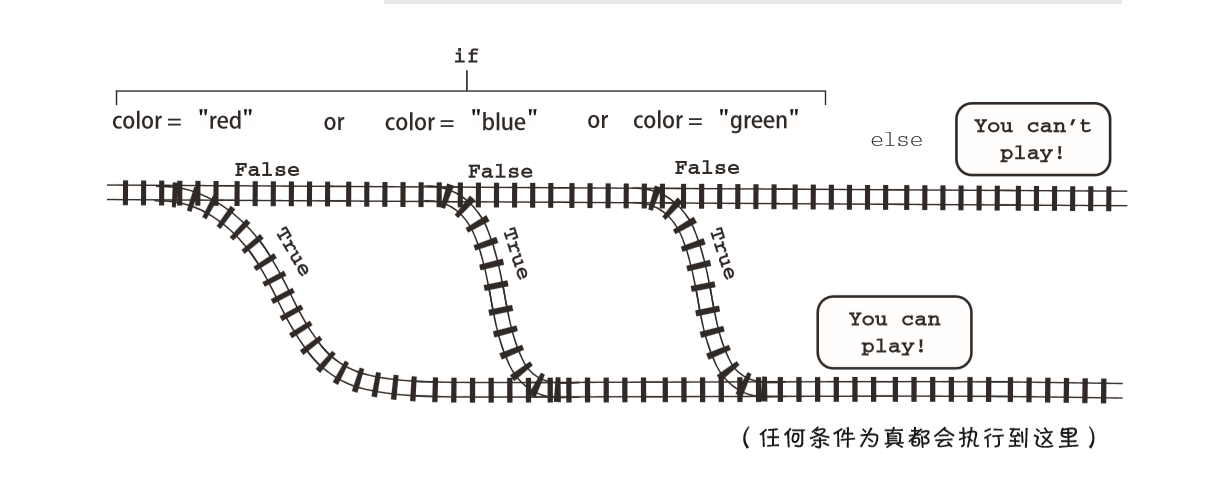 if
color = "red" or color = "blue" or color = "green"
else
You can't
play!
False False False
True True True
You can
play!
（任何条件为真都会执行到这里）